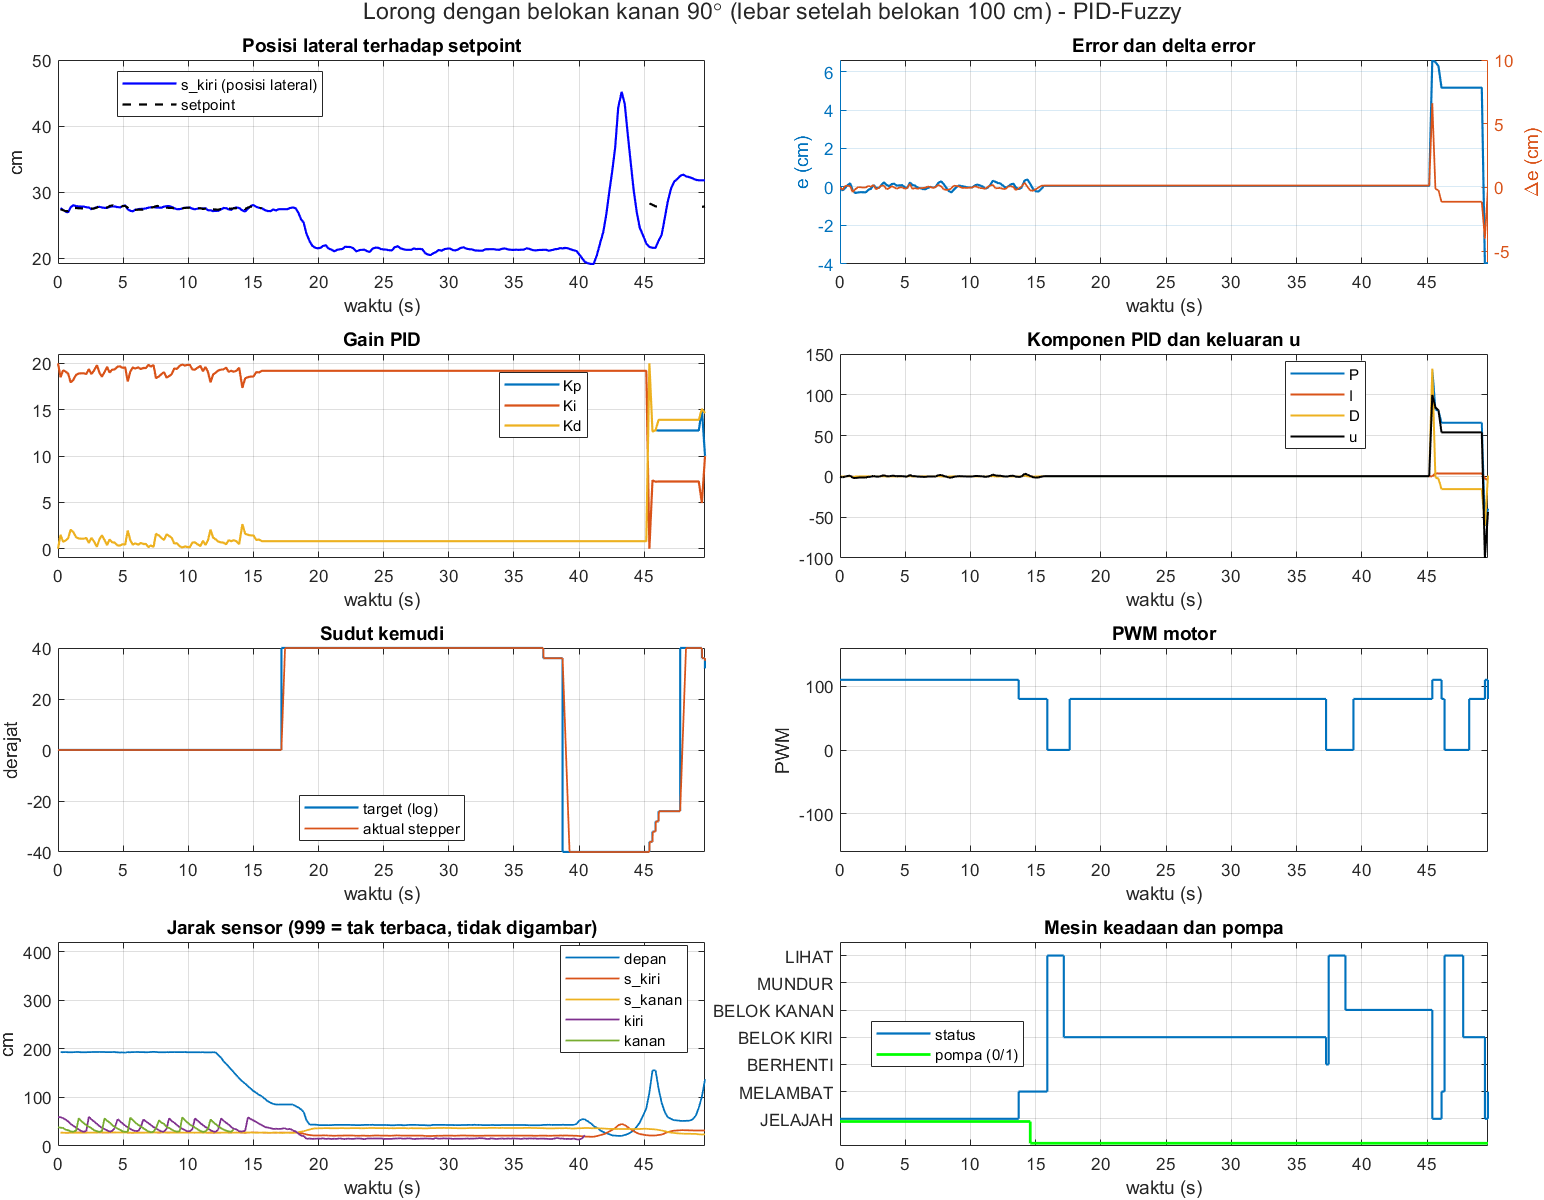 Lorong dengan belokan kanan 90° (lebar setelah belokan 100 cm) - PID-Fuzzy
Posisi lateral terhadap setpoint
50
40
30
20
cm
s_kiri (posisi lateral)
setpoint
0 5 10 15 20 25 30 35 40 45
waktu (s)
Error dan delta error
6
4
2
0
-2
-4
e (cm)
10
5
0
-5
Δe (cm)
0 5 10 15 20 25 30 35 40 45
waktu (s)
Gain PID
20
15
10
5
0
Kp
Ki
Kd
0 5 10 15 20 25 30 35 40 45
waktu (s)
Komponen PID dan keluaran u
150
100
50
0
-50
-100
P
I
D
u
0 5 10 15 20 25 30 35 40 45
waktu (s)
Sudut kemudi
40
20
0
-20
-40
derajat
target (log)
aktual stepper
0 5 10 15 20 25 30 35 40 45
waktu (s)
PWM motor
100
0
-100
PWM
0 5 10 15 20 25 30 35 40 45
waktu (s)
Jarak sensor (999 = tak terbaca, tidak digambar)
400
300
200
100
0
cm
depan
s_kiri
s_kanan
kiri
kanan
0 5 10 15 20 25 30 35 40 45
waktu (s)
Mesin keadaan dan pompa
LIHAT
MUNDUR
BELOK KANAN
BELOK KIRI
BERHENTI
MELAMBAT
JELAJAH
status
pompa (0/1)
0 5 10 15 20 25 30 35 40 45
waktu (s)